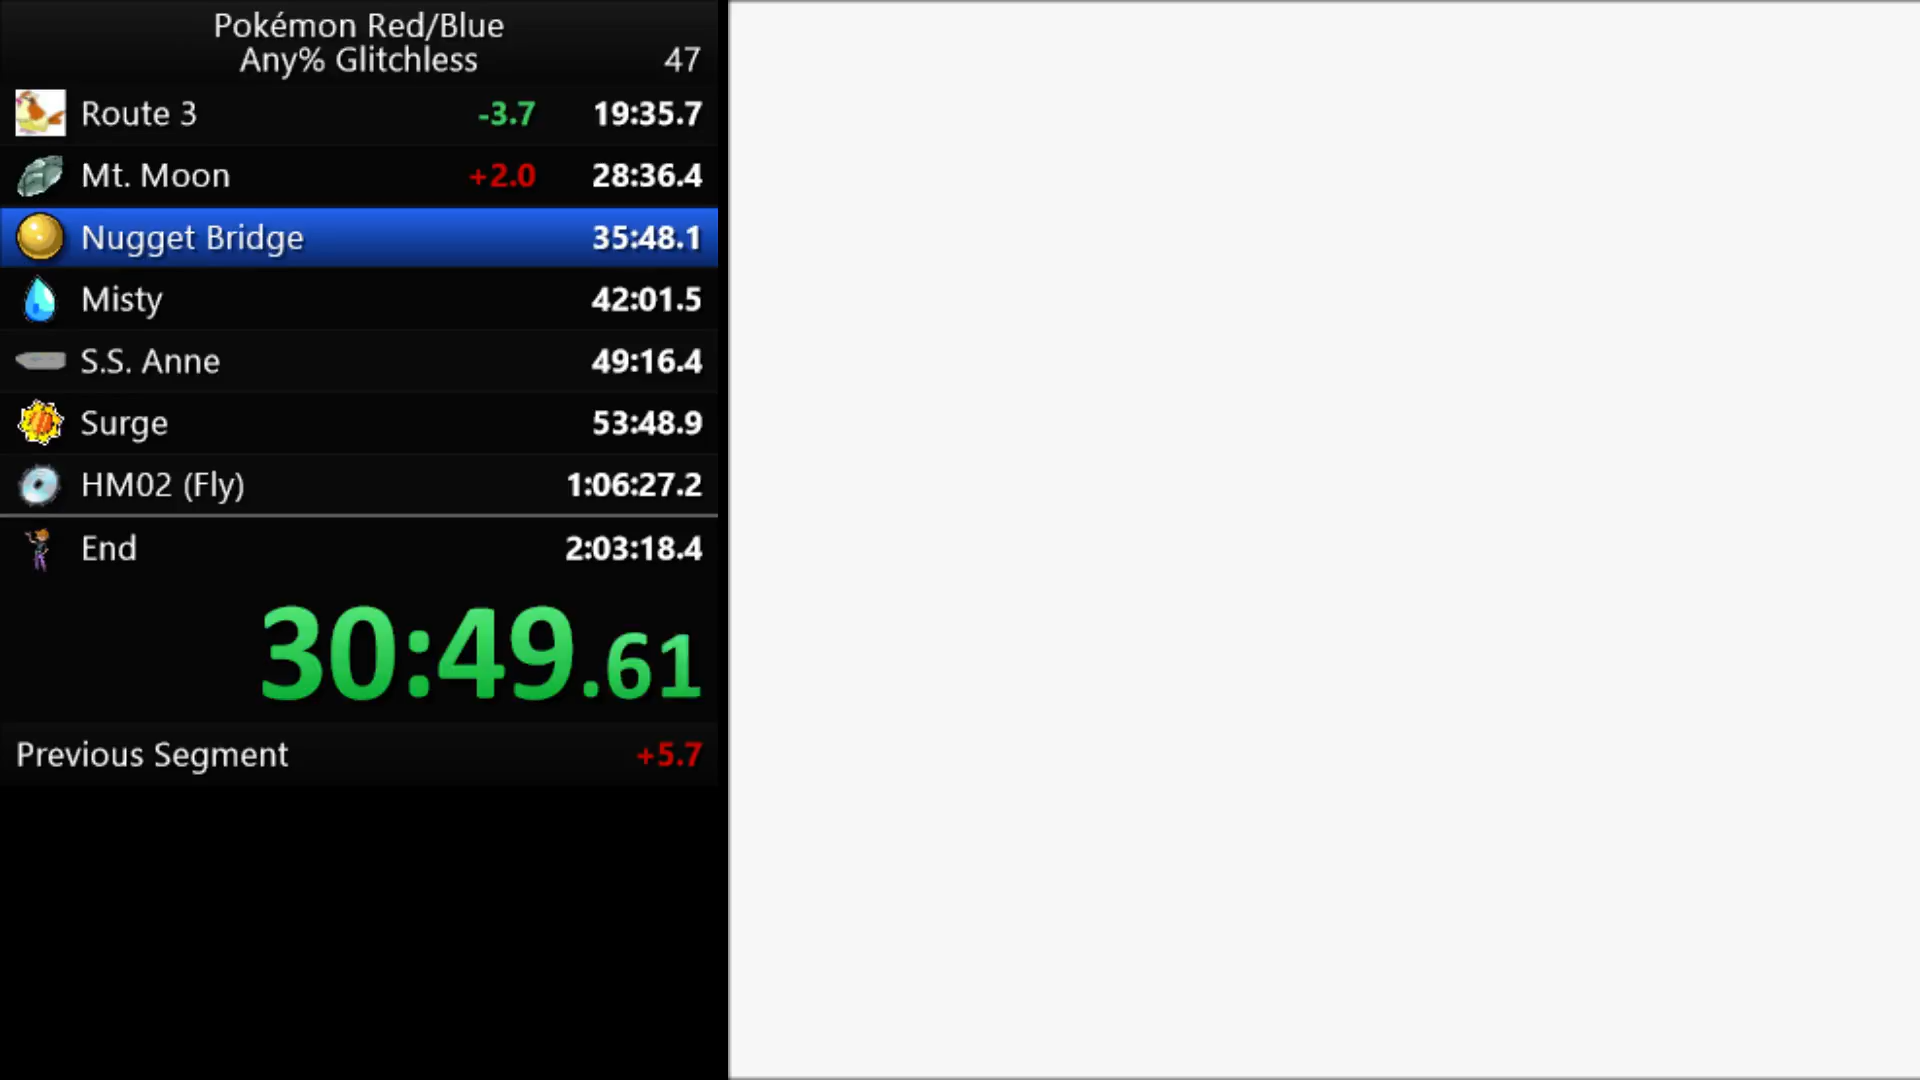 Pokémon Red/Blue
Any% Glitchless 47
Route 3 -3.7 19:35.7
Mt. Moon +2.0 28:36.4
Nugget Bridge 35:48.1
Misty 42:01.5
S.S. Anne 49:16.4
Surge 53:48.9
HM02 (Fly) 1:06:27.2
End 2:03:18.4
30:49.61
Previous Segment +5.7